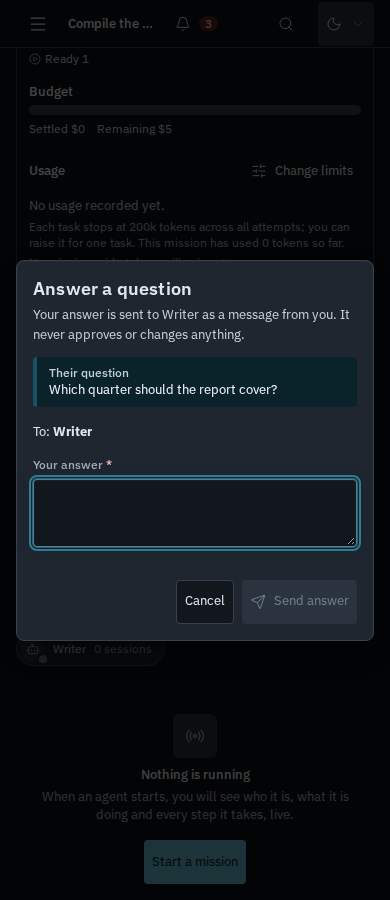 Compile the ...
3
Ready 1
Budget
Settled $0 Remaining $5
Usage
Change limits
No usage recorded yet.
Each task stops at 200k tokens across all attempts; you can
raise it for one task. This mission has used 0 tokens so far.
Answer a question
Your answer is sent to Writer as a message from you. It
never approves or changes anything.
Their question
Which quarter should the report cover?
To: Writer
Your answer *
Cancel
Send answer
Writer 0 sessions
Nothing is running
When an agent starts, you will see who it is, what it is
doing and every step it takes, live.
Start a mission